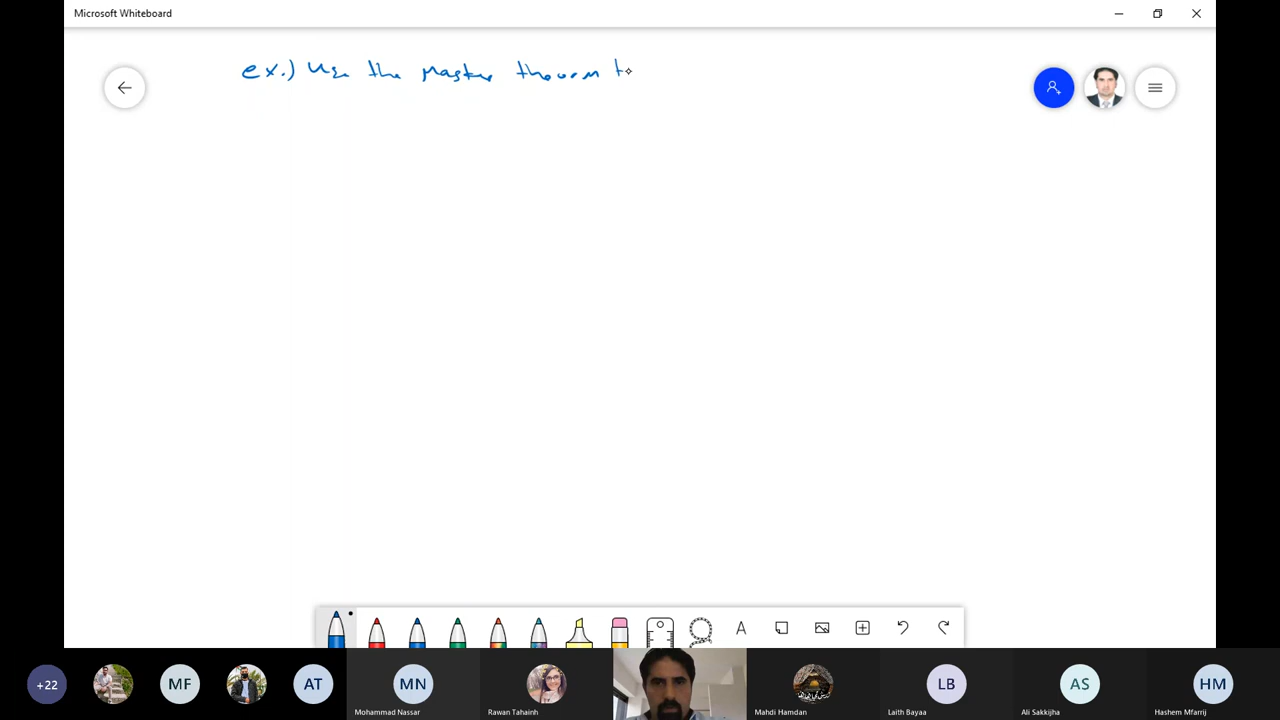 Microsoft Whiteboard
ex.) Use the Master theorem t
A
+22
MF
AT
MN
LB
AS
HM
Mohammad Nassar
Rawan Tahainh
Mahdi Hamdan
Laith Bayaa
Ali Sakkijha
Hashem Mfarrij